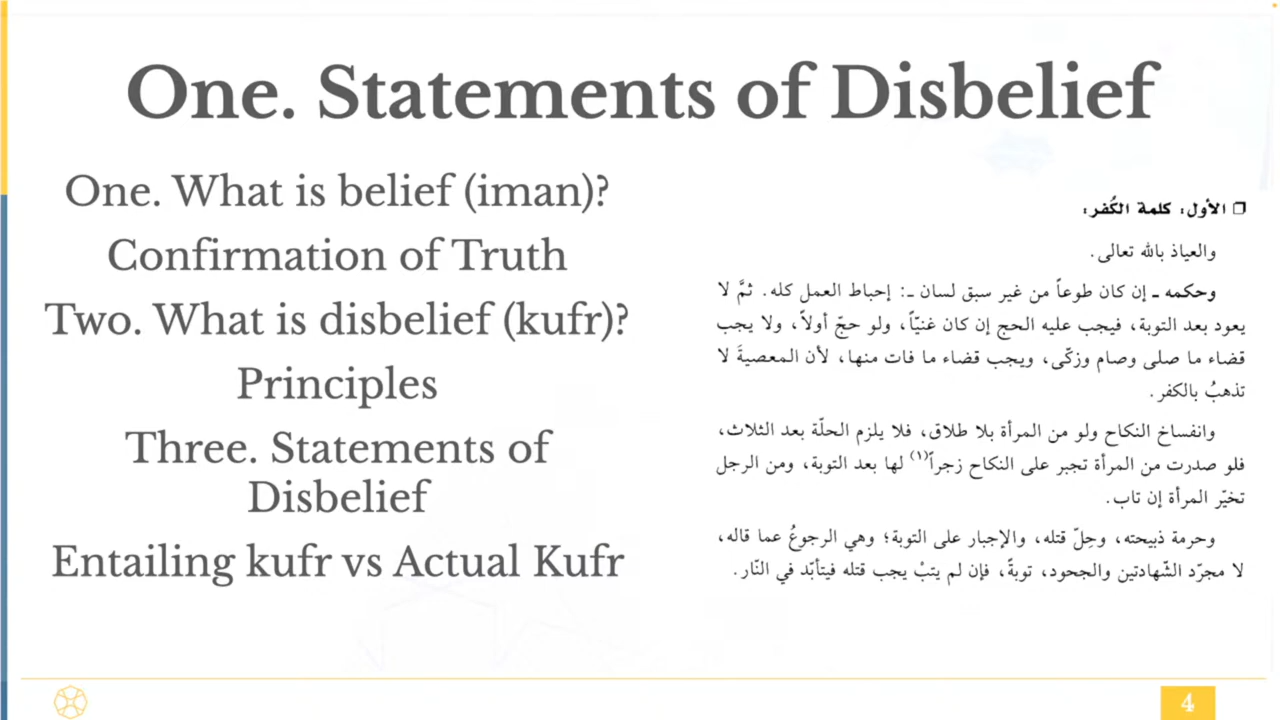 One. Statements of Disbelief
One. What is belief (iman)?
Confirmation of Truth
Two. What is disbelief (kufr)?
Principles
Three. Statements of
Disbelief
Entailing kufr vs Actual Kufr
❒ الأول: كلمة الكُفر:
والعياذ بالله تعالى.
وحكمه ـ إن كان طوعاً من غير سبق لسان ـ: إحباط العمل كله. ثمَّ لا
يعود بعد التوبة، فيجب عليه الحج إن كان غنيّاً، ولو حجّ أولاً، ولا يجب
قضاء ما صلى وصام وزكّى، ويجب قضاء ما فات منها، لأن المعصيةَ لا
تذهبُ بالكفر.
وانفساخ النكاح ولو من المرأة بلا طلاق، فلا يلزم الحلّة بعد الثلاث،
فلو صدرت من المرأة تجبر على النكاح زجراً(١) لها بعد التوبة، ومن الرجل
تخيّر المرأة إن تاب.
وحرمة ذبيحته، وحِلّ قتله، والإجبار على التوبة؛ وهي الرجوعُ عما قاله،
لا مجرّد الشّهادتين والجحود، توبةً، فإن لم يتبْ يجب قتله فيتأبّد في النّار.
4